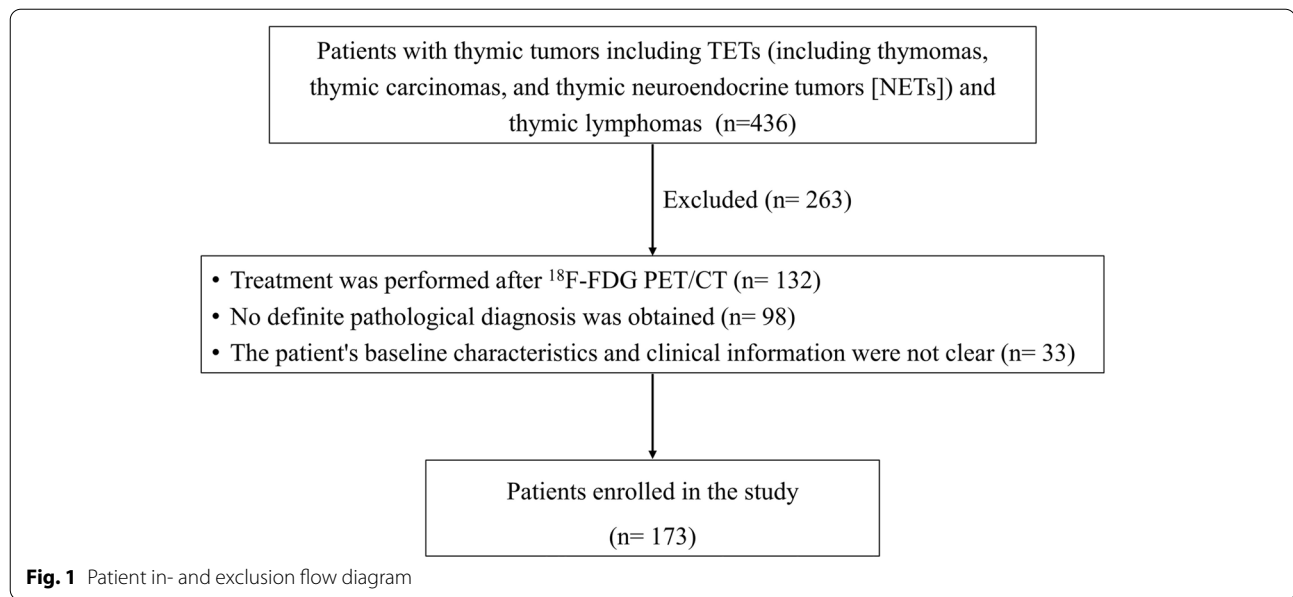 Patients with thymic tumors including TETs (including thymomas,
thymic carcinomas, and thymic neuroendocrine tumors [NETs]) and
thymic lymphomas (n=436)
Excluded (n= 263)
• Treatment was performed after ¹⁸F-FDG PET/CT (n= 132)
• No definite pathological diagnosis was obtained (n= 98)
• The patient's baseline characteristics and clinical information were not clear (n= 33)
Patients enrolled in the study
(n= 173)
Fig. 1 Patient in- and exclusion flow diagram